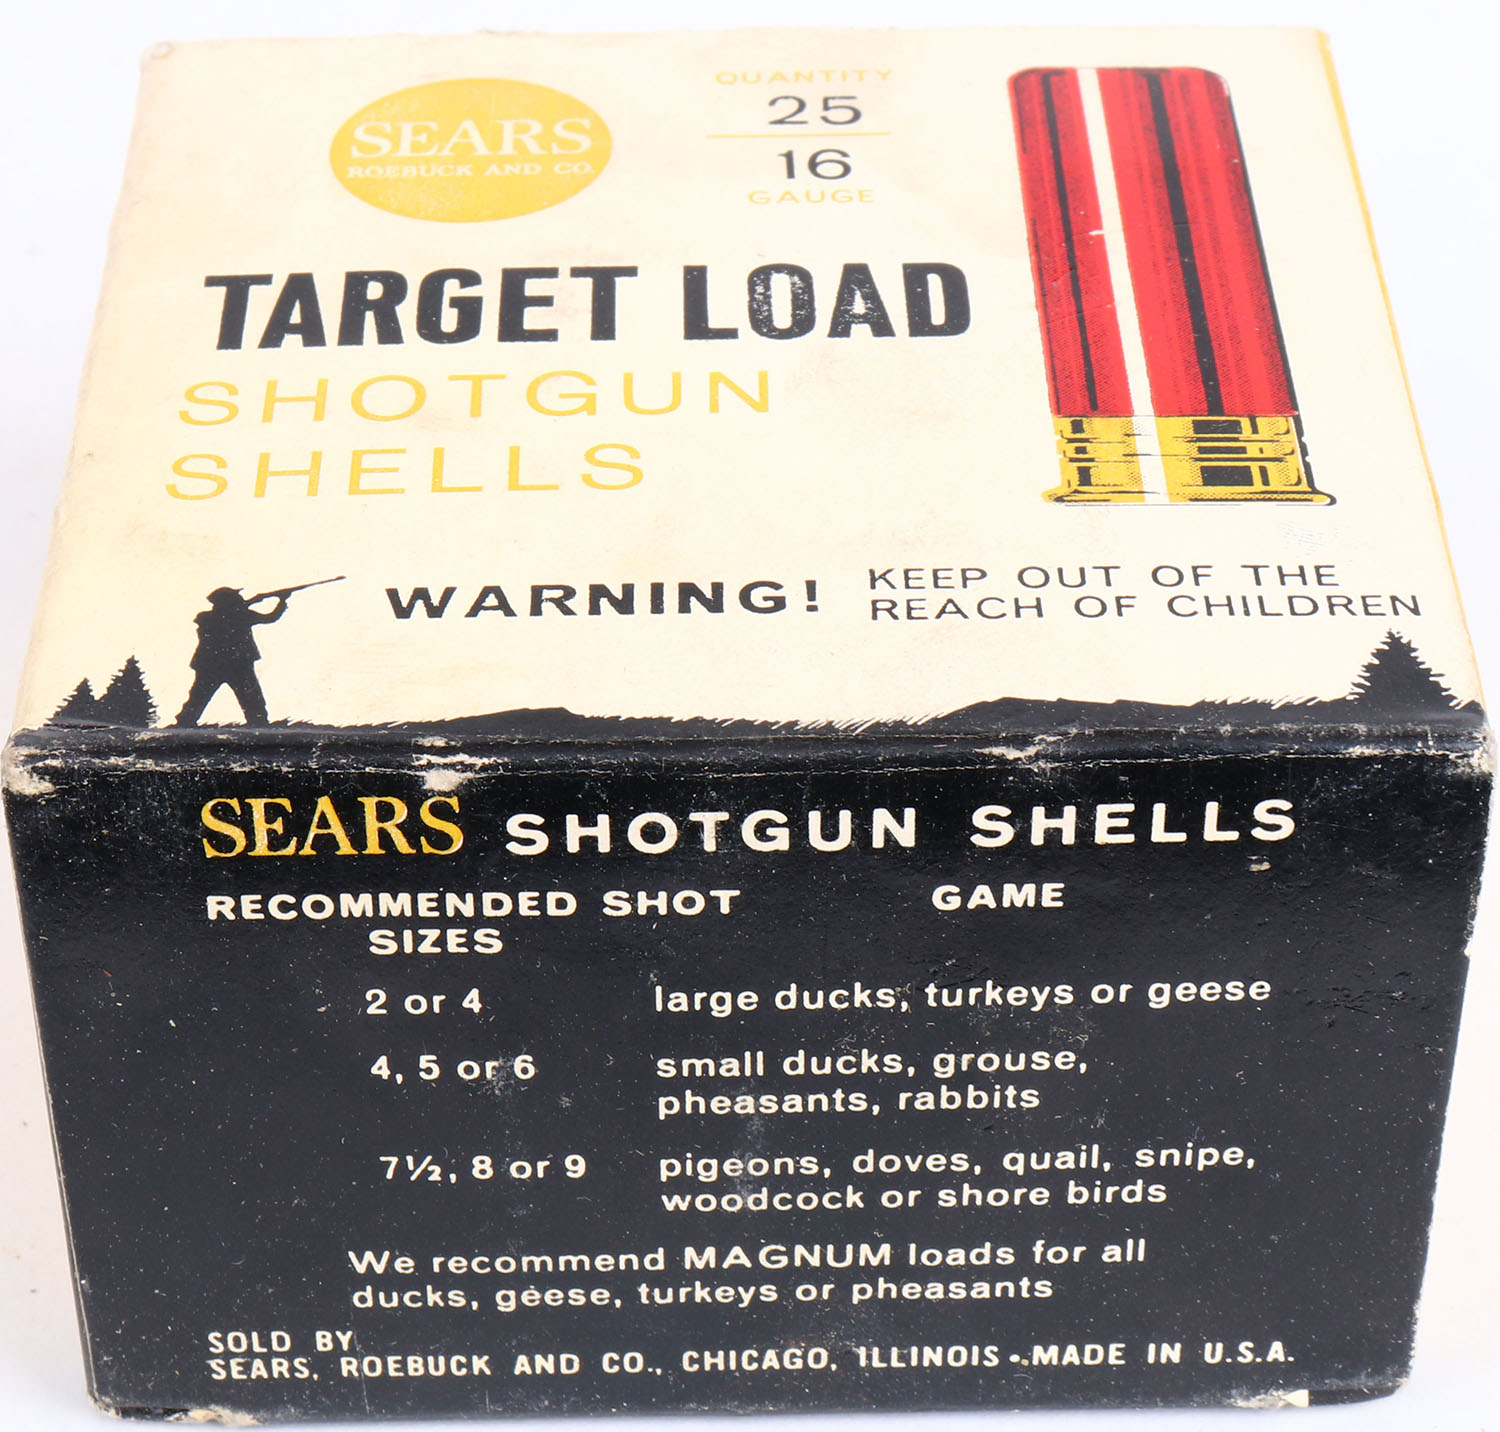 SEARS
ROEBUCK AND CO.
QUANTITY
25
16
GAUGE
TARGET LOAD
SHOTGUN
SHELLS
WARNING!
KEEP OUT OF THE
REACH OF CHILDREN
SEARS SHOTGUN SHELLS
RECOMMENDED SHOT GAME
SIZES
2 or 4 large ducks, turkeys or geese
4, 5 or 6 small ducks, grouse,
pheasants, rabbits
7½, 8 or 9 pigeons, doves, quail, snipe,
woodcock or shore birds
We recommend MAGNUM loads for all
ducks, geese, turkeys or pheasants
SOLD BY
SEARS, ROEBUCK AND CO., CHICAGO, ILLINOIS • MADE IN U.S.A.